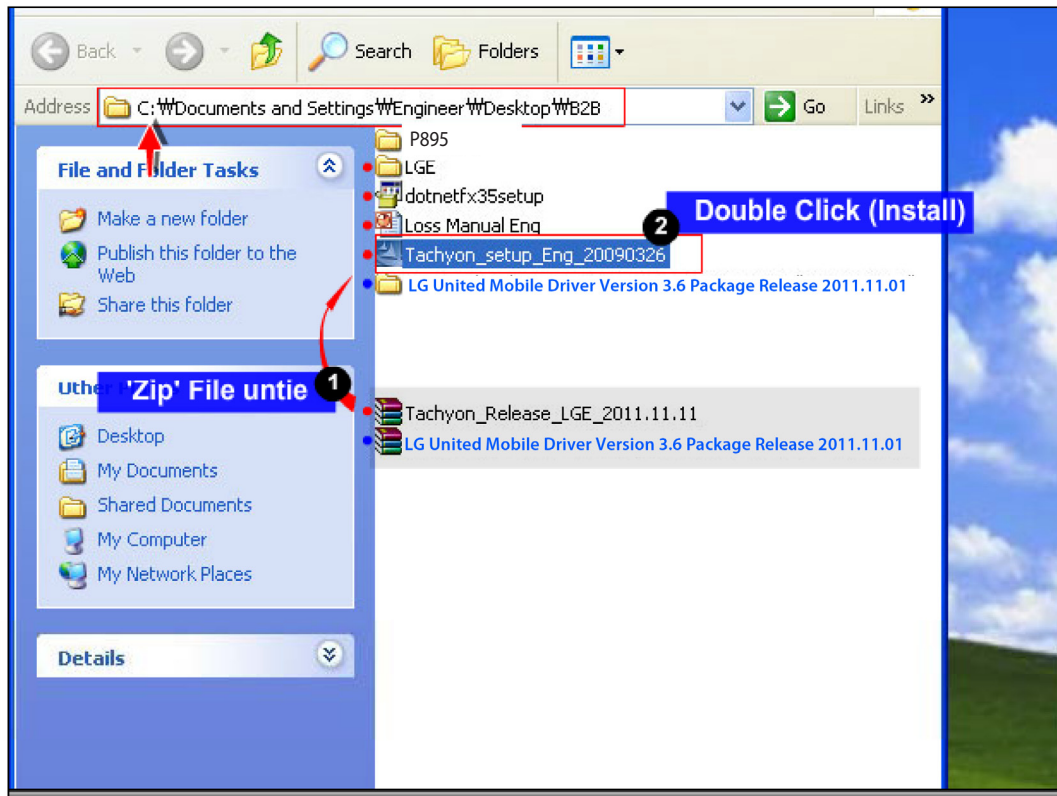 Back
Search
Folders
Address
C:₩Documents and Settings₩Engineer₩Desktop₩B2B
Go
Links
»
File and Folder Tasks
Make a new folder
Publish this folder to the
Web
Share this folder
P895
LGE
dotnetfx35setup
Loss Manual Eng
2
Double Click (Install)
Tachyon_setup_Eng_20090326
LG United Mobile Driver Version 3.6 Package Release 2011.11.01
'Zip' File untie
1
Tachyon_Release_LGE_2011.11.11
LG United Mobile Driver Version 3.6 Package Release 2011.11.01
Desktop
My Documents
Shared Documents
My Computer
My Network Places
Details